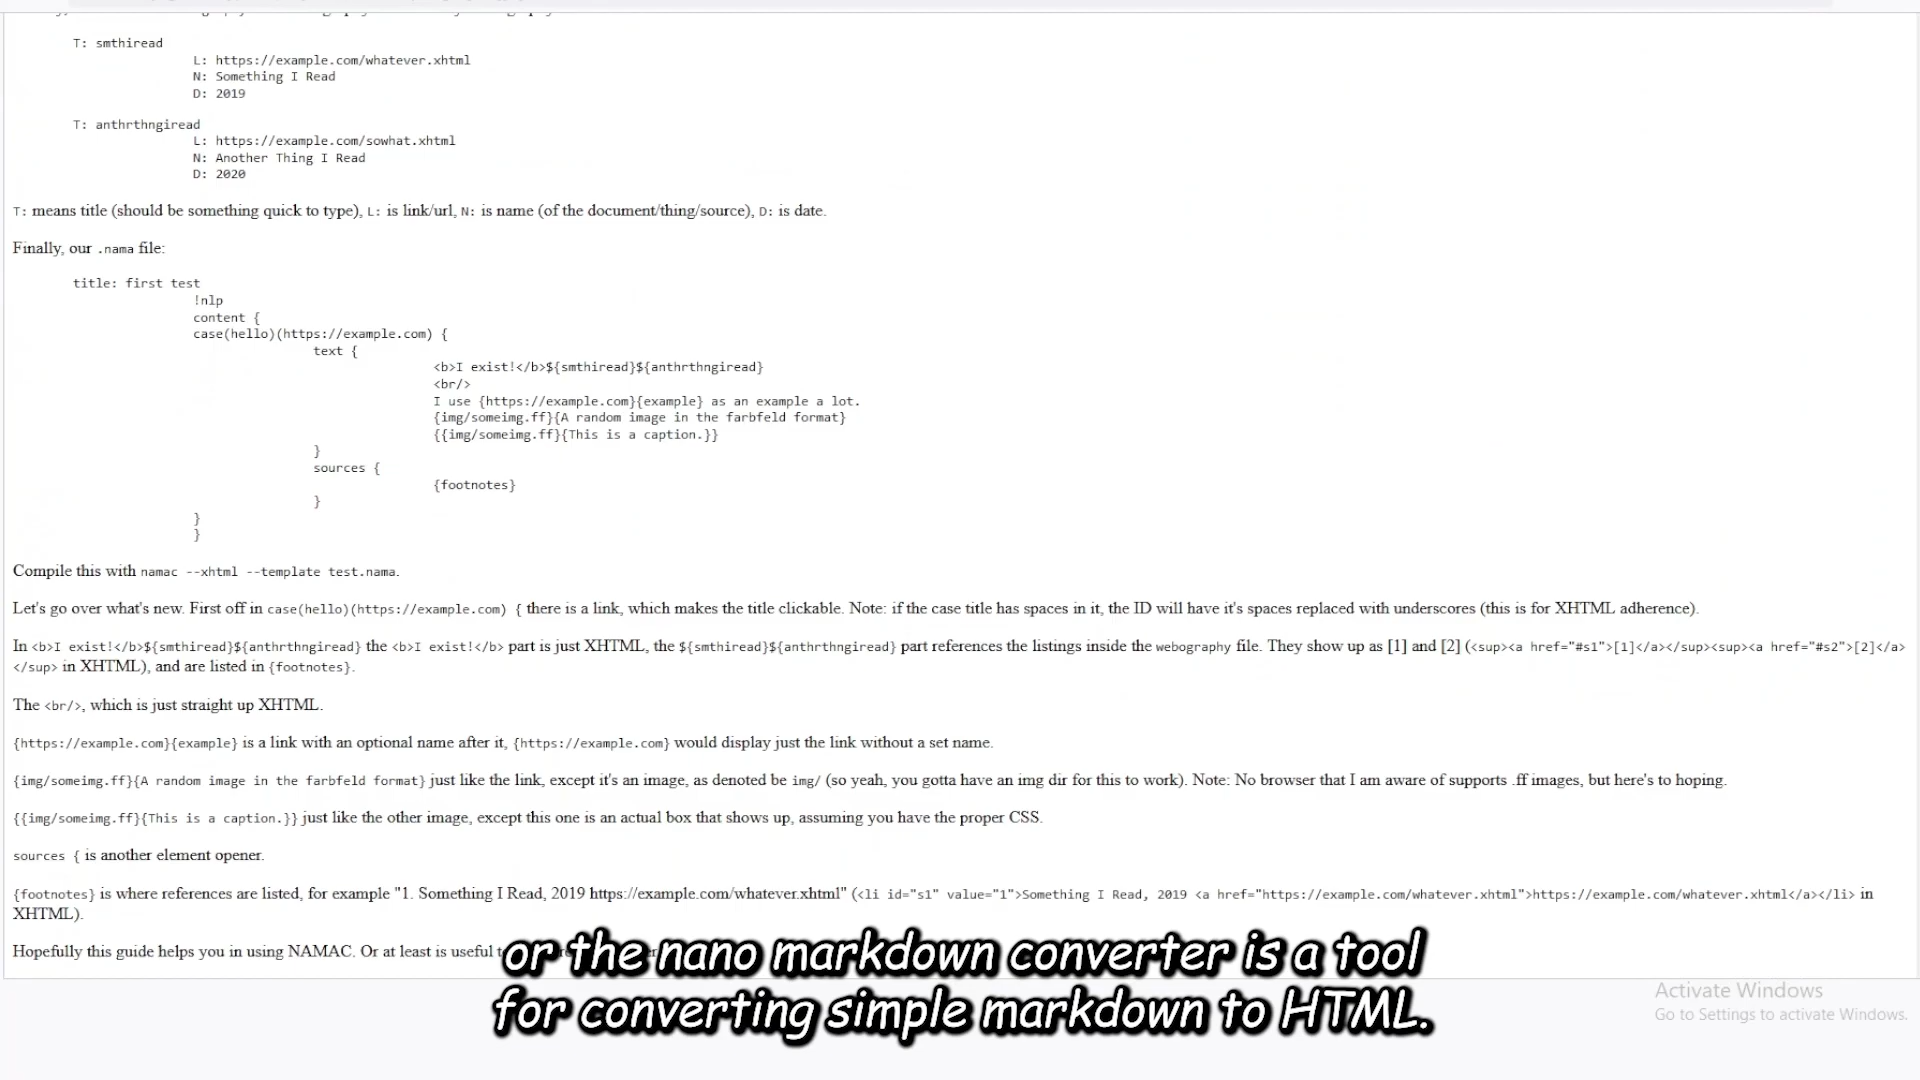 T: smthiread
L: https://example.com/whatever.xhtml
N: Something I Read
D: 2019
T: anthrthngiread
L: https://example.com/sowhat.xhtml
N: Another Thing I Read
D: 2020
T: means title (should be something quick to type), L: is link/url, N: is name (of the document/thing/source), D: is date.
Finally, our .nama file:
title: first test
!nlp
content {
case(hello)(https://example.com) {
text {
<b>I exist!</b>${smthiread}${anthrthngiread}
<br/>
I use {https://example.com}{example} as an example a lot.
{img/someimg.ff}{A random image in the farbfeld format}
{{img/someimg.ff}{This is a caption.}}
}
sources {
{footnotes}
}
}
}
Compile this with namac --xhtml --template test.nama.
Let's go over what's new. First off in case(hello)(https://example.com) { there is a link, which makes the title clickable. Note: if the case title has spaces in it, the ID will have it's spaces replaced with underscores (this is for XHTML adherence).
In <b>I exist!</b>${smthiread}${anthrthngiread} the <b>I exist!</b> part is just XHTML, the ${smthiread}${anthrthngiread} part references the listings inside the webography file. They show up as [1] and [2] (<sup><a href="#s1">[1]</a></sup><sup><a href="#s2">[2]</a>
</sup> in XHTML), and are listed in {footnotes}.
The <br/>, which is just straight up XHTML.
{https://example.com}{example} is a link with an optional name after it, {https://example.com} would display just the link without a set name.
{img/someimg.ff}{A random image in the farbfeld format} just like the link, except it's an image, as denoted be img/ (so yeah, you gotta have an img dir for this to work). Note: No browser that I am aware of supports .ff images, but here's to hoping.
{{img/someimg.ff}{This is a caption.}} just like the other image, except this one is an actual box that shows up, assuming you have the proper CSS.
sources { is another element opener.
{footnotes} is where references are listed, for example "1. Something I Read, 2019 https://example.com/whatever.xhtml" (<li id="s1" value="1">Something I Read, 2019 <a href="https://example.com/whatever.xhtml">https://example.com/whatever.xhtml</a></li> in
XHTML).
Hopefully this guide helps you in using NAMAC. Or at least is useful
or the nano markdown converter is a tool
for converting simple markdown to HTML.
Activate Windows
Go to Settings to activate Windows.